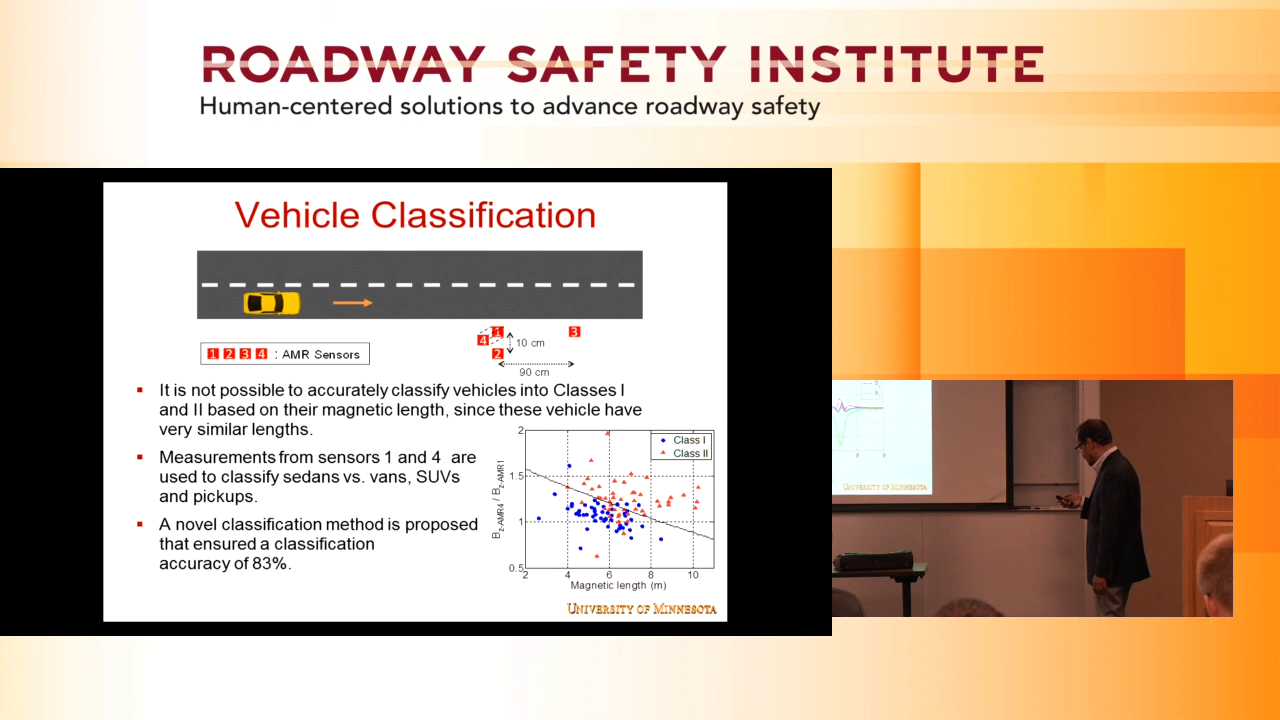 ROADWAY SAFETY INSTITUTE
Human-centered solutions to advance roadway safety
Vehicle Classification
1 2 3 4 : AMR Sensors
1
3
4
10 cm
2
90 cm
▪ It is not possible to accurately classify vehicles into Classes I
and II based on their magnetic length, since these vehicle have
very similar lengths.
▪ Measurements from sensors 1 and 4 are
used to classify sedans vs. vans, SUVs
and pickups.
▪ A novel classification method is proposed
that ensured a classification
accuracy of 83%.
Class I
Class II
2
1.5
1
0.5
B z-AMR4 / B z-AMR1
2 4 6 8 10
Magnetic length (m)
UNIVERSITY OF MINNESOTA
UNIVERSITY OF MINNESOTA